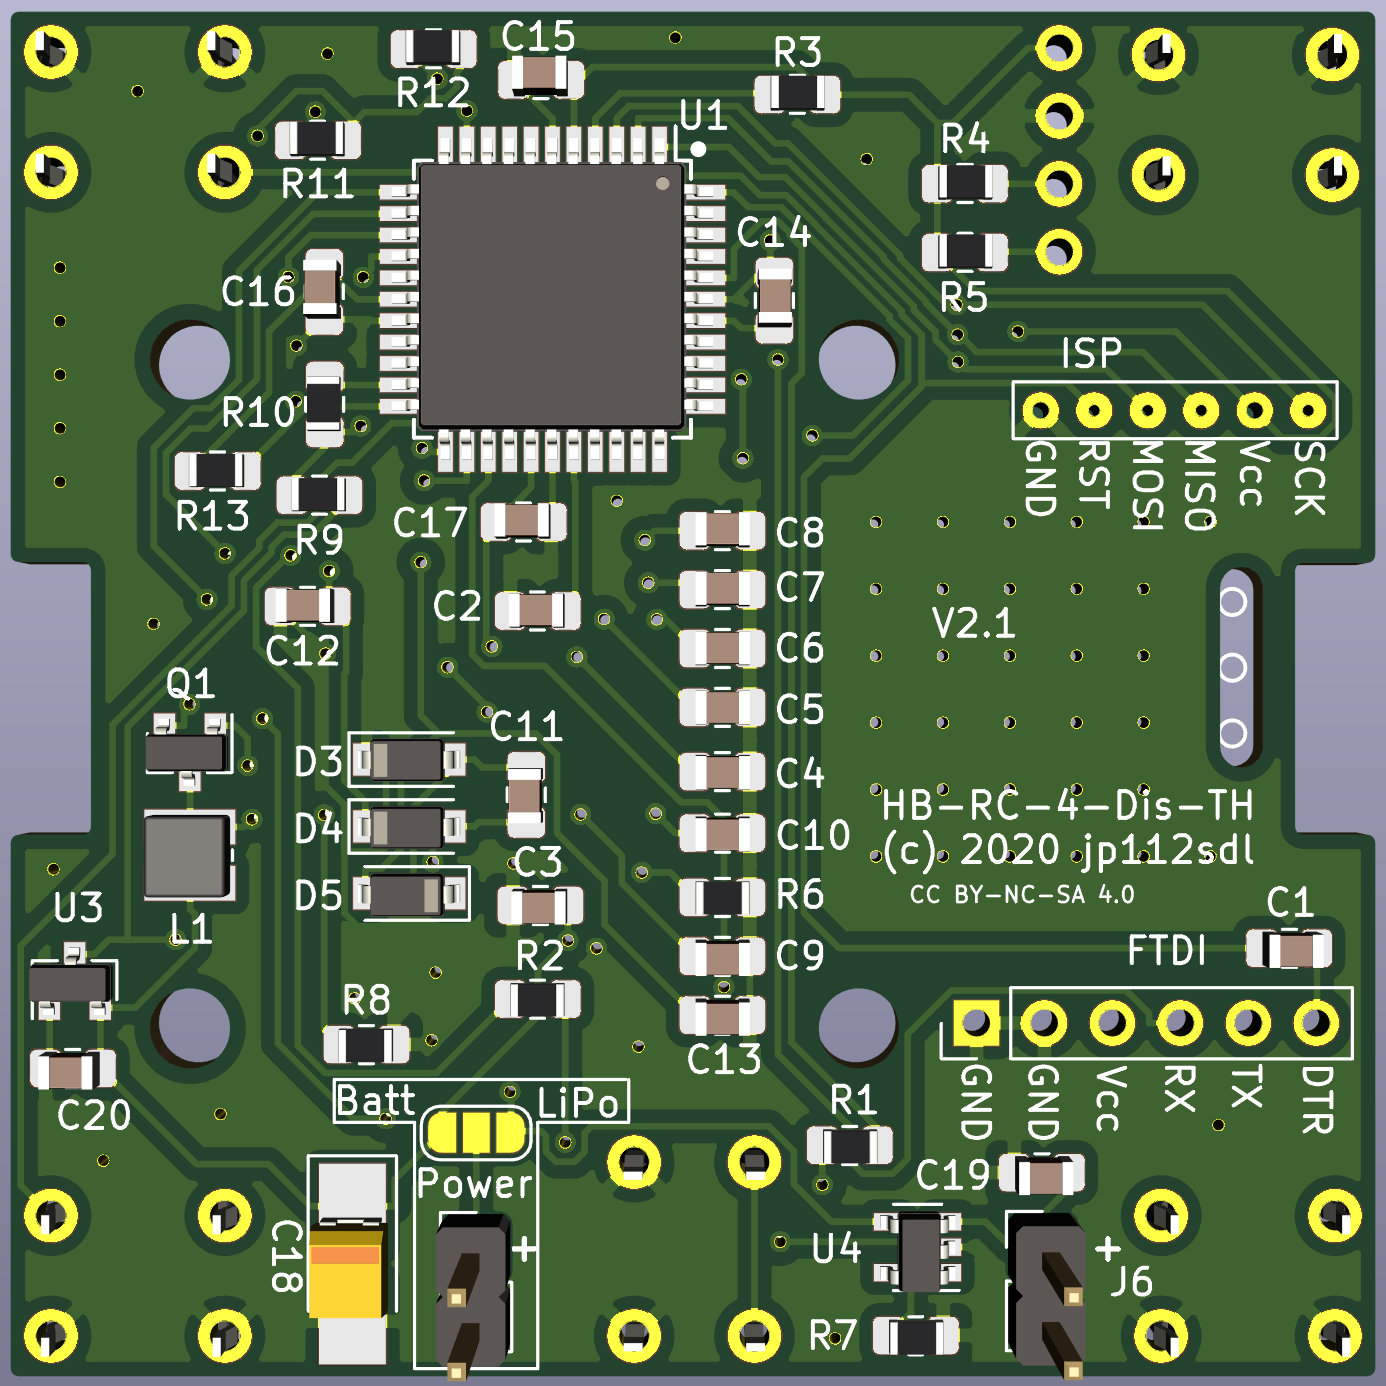 C15
R3
R12
U1
R4
R11
C14
C16
R5
ISP
R10
GND
RST
MOSI
MISO
Vcc
SCK
R13
C17
C8
R9
C7
C2
V2.1
C12
C6
Q1
C5
C11
D3
C4
HB-RC-4-Dis-TH
D4
C10
(c) 2020 jp112sdl
C3
D5
R6
CC BY-NC-SA 4.0
U3
C1
L1
R2
C9
FTDI
R8
C13
GND
GND
Vcc
RX
TX
DTR
Batt
LiPo
R1
C20
Power
C19
C18
+
U4
+
J6
R7